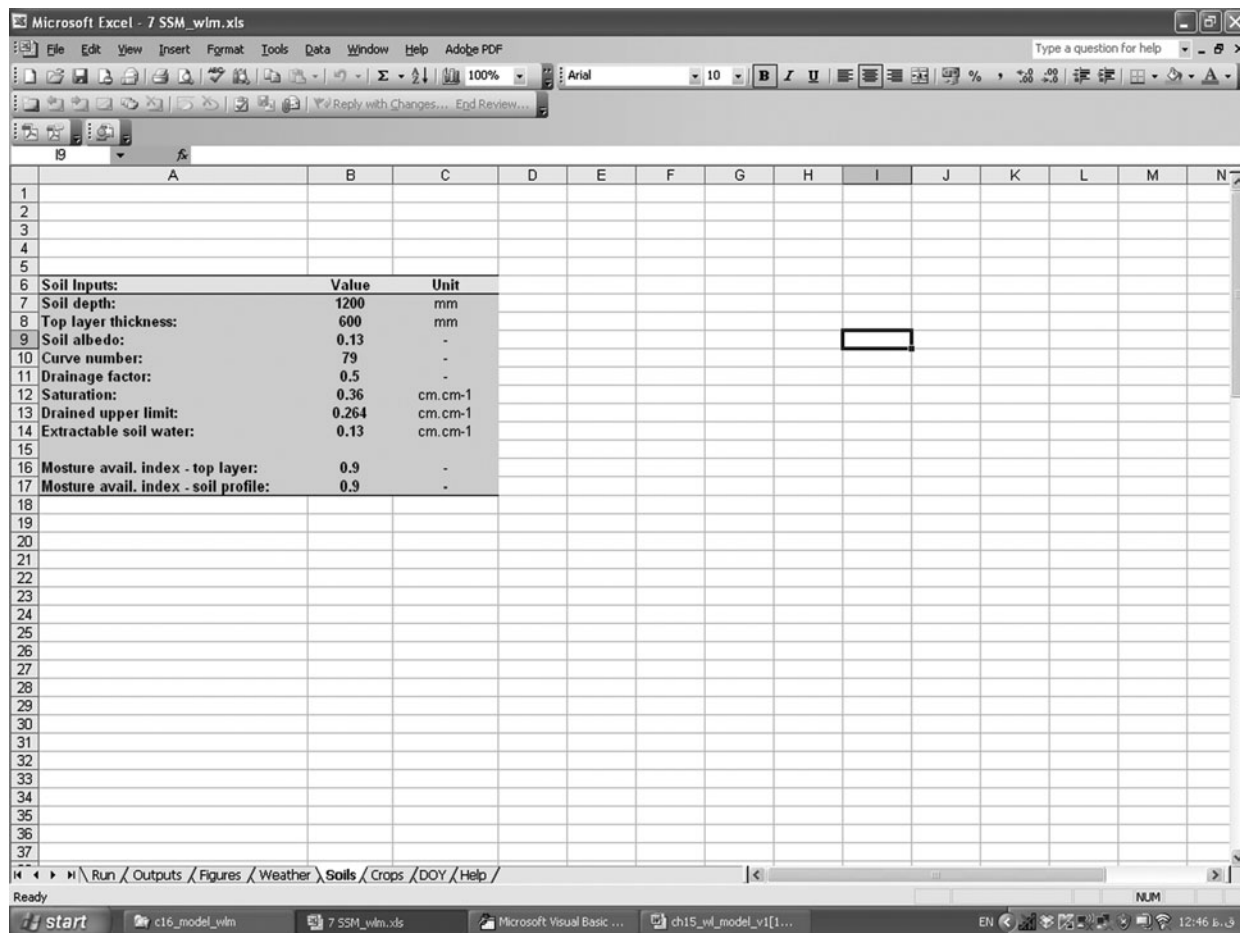 Microsoft Excel - 7 SSM_wlm.xls
File Edit View Insert Format Tools Data Window Help Adobe PDF Type a question for help
100% Arial 10 B I U
Reply with Changes... End Review...
I9 fx
A B C D E F G H I J K L M N
1
2
3
4
5
6 Soil Inputs: Value Unit
7 Soil depth: 1200 mm
8 Top layer thickness: 600 mm
9 Soil albedo: 0.13 -
10 Curve number: 79 -
11 Drainage factor: 0.5 -
12 Saturation: 0.36 cm.cm-1
13 Drained upper limit: 0.264 cm.cm-1
14 Extractable soil water: 0.13 cm.cm-1
15
16 Mosture avail. index - top layer: 0.9 -
17 Mosture avail. index - soil profile: 0.9 -
18
19
20
21
22
23
24
25
26
27
28
29
30
31
32
33
34
35
36
37
Run Outputs Figures Weather Soils Crops DOY Help
Ready NUM
start c16_model_wlm 7 SSM_wlm.xls Microsoft Visual Basic ... ch15_wl_model_v1[1... EN 12:46